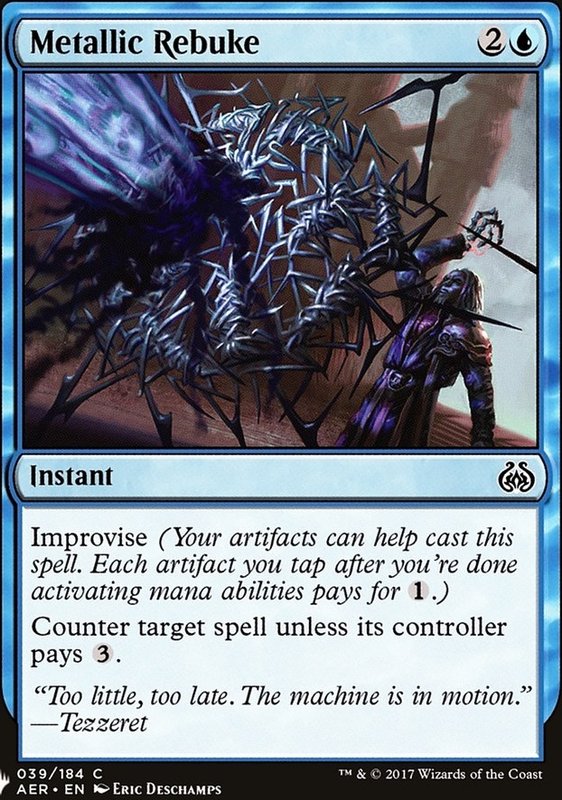 Metallic Rebuke 2
Instant
Improvise (Your artifacts can help cast this
spell. Each artifact you tap after you're done
activating mana abilities pays for 1.)
Counter target spell unless its controller
pays 3.
"Too little, too late. The machine is in motion."
—Tezzeret
039/184 C
AER • EN Eric Deschamps
™ & © 2017 Wizards of the Coast